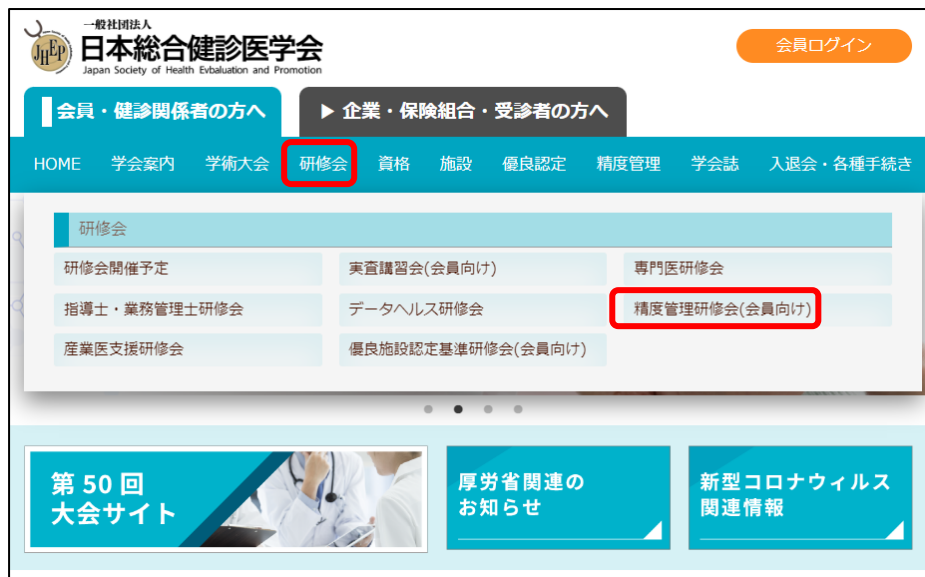 一般社団法人
JHEP
日本総合健診医学会
Japan Society of Health Evbaluation and Promotion
会員ログイン
会員・健診関係者の方へ
▶ 企業・保険組合・受診者の方へ
HOME 学会案内 学術大会 研修会 資格 施設 優良認定 精度管理 学会誌 入退会・各種手続き
研修会
研修会開催予定 実査講習会(会員向け) 専門医研修会
指導士・業務管理士研修会 データヘルス研修会 精度管理研修会(会員向け)
産業医支援研修会 優良施設認定基準研修会(会員向け)
第 50 回
大会サイト
厚労省関連の
お知らせ
新型コロナウィルス
関連情報